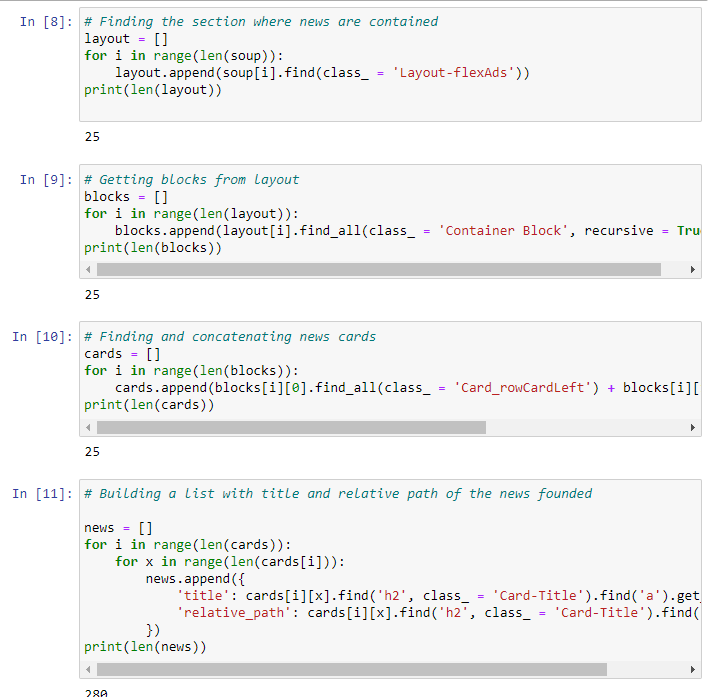 In [8]: # Finding the section where news are contained
layout = []
for i in range(len(soup)):
    layout.append(soup[i].find(class_ = 'Layout-flexAds'))
print(len(layout))
25
In [9]: # Getting blocks from layout
blocks = []
for i in range(len(layout)):
    blocks.append(layout[i].find_all(class_ = 'Container Block', recursive = Tru
print(len(blocks))
25
In [10]: # Finding and concatenating news cards
cards = []
for i in range(len(blocks)):
    cards.append(blocks[i][0].find_all(class_ = 'Card_rowCardLeft') + blocks[i][
print(len(cards))
25
In [11]: # Building a list with title and relative path of the news founded
news = []
for i in range(len(cards)):
    for x in range(len(cards[i])):
        news.append({
            'title': cards[i][x].find('h2', class_ = 'Card-Title').find('a').get_
            'relative_path': cards[i][x].find('h2', class_ = 'Card-Title').find(
        })
print(len(news))
280